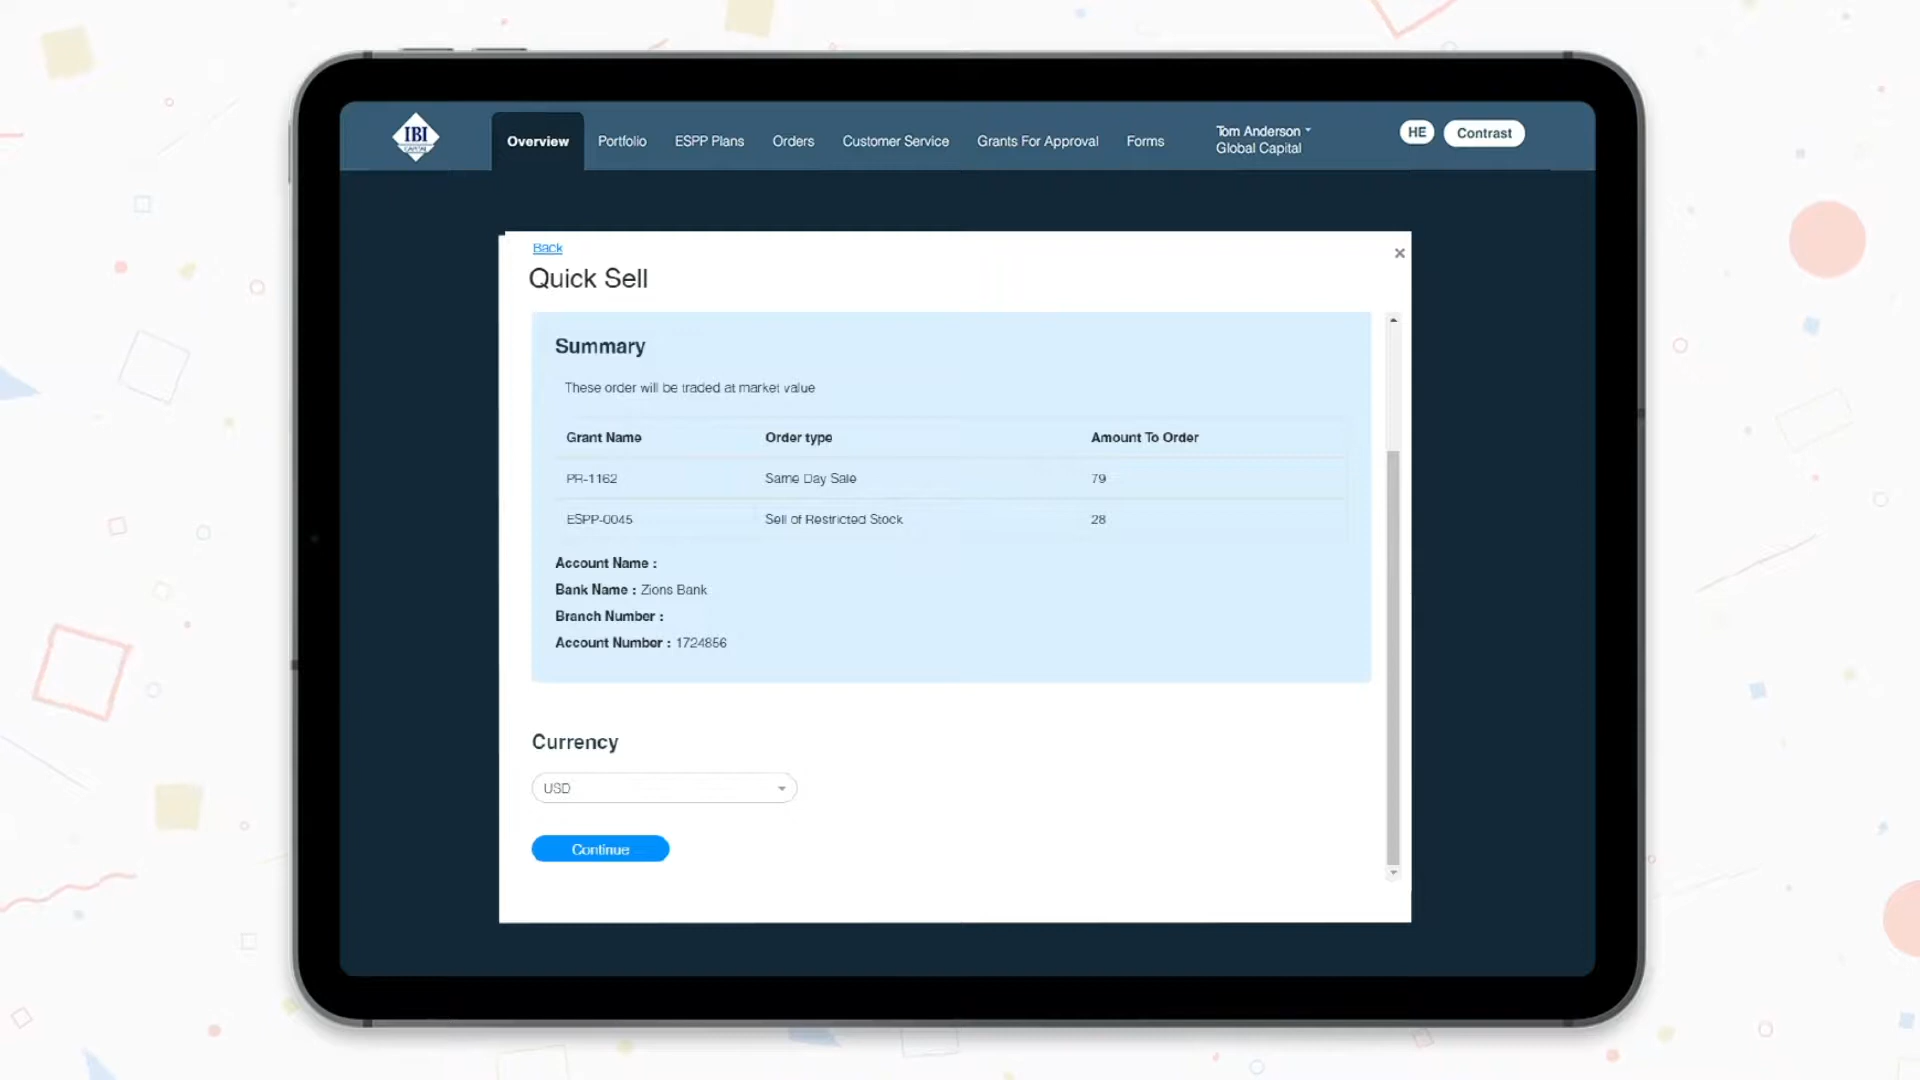 IBI
CAPITAL
Overview
Portfolio
ESPP Plans
Orders
Customer Service
Grants For Approval
Forms
Tom Anderson
Global Capital
HE
Contrast
Back
×
Quick Sell
Summary
These order will be traded at market value
Grant Name Order type Amount To Order
PR-1162 Same Day Sale 79
ESPP-0045 Sell of Restricted Stock 28
Account Name :
Bank Name : Zions Bank
Branch Number :
Account Number : 1724856
Currency
USD
Continue